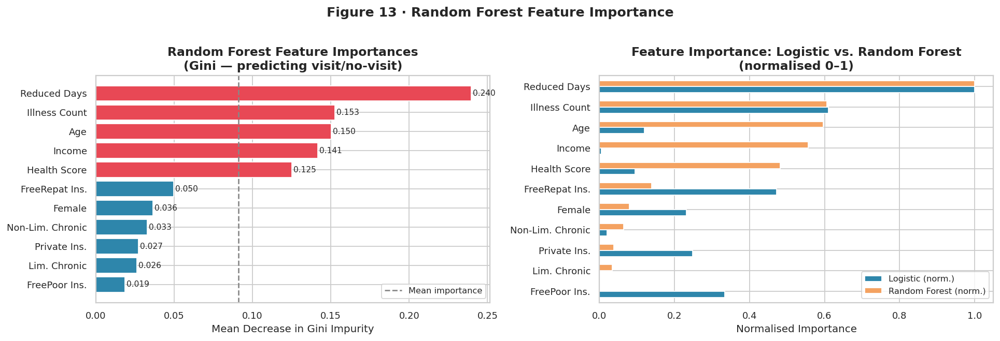 Figure 13 · Random Forest Feature Importance
Random Forest Feature Importances
(Gini — predicting visit/no-visit)
Reduced Days
Illness Count
Age
Income
Health Score
FreeRepat Ins.
Female
Non-Lim. Chronic
Private Ins.
Lim. Chronic
FreePoor Ins.
0.240
0.153
0.150
0.141
0.125
0.050
0.036
0.033
0.027
0.026
0.019
Mean importance
0.00 0.05 0.10 0.15 0.20 0.25
Mean Decrease in Gini Impurity
Feature Importance: Logistic vs. Random Forest
(normalised 0–1)
Reduced Days
Illness Count
Age
Income
Health Score
FreeRepat Ins.
Female
Non-Lim. Chronic
Private Ins.
Lim. Chronic
FreePoor Ins.
Logistic (norm.)
Random Forest (norm.)
0.0 0.2 0.4 0.6 0.8 1.0
Normalised Importance